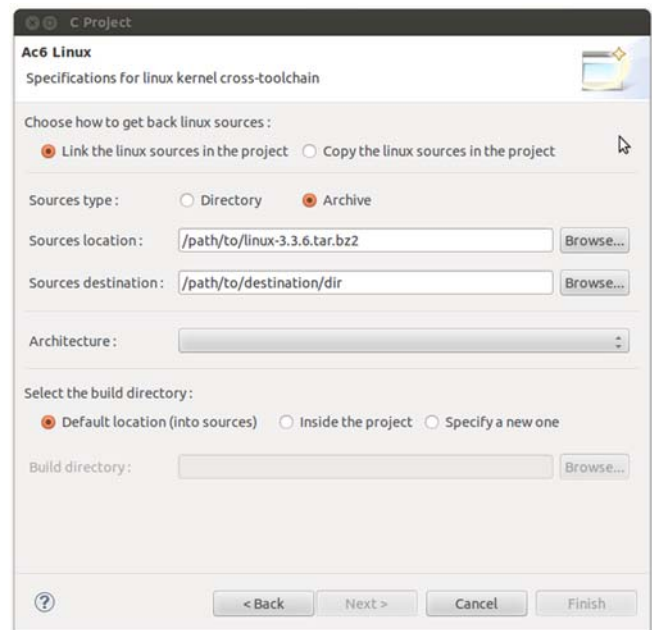 C Project
Ac6 Linux
Specifications for linux kernel cross-toolchain
Choose how to get back linux sources :
Link the linux sources in the project Copy the linux sources in the project
Sources type : Directory Archive
Sources location : /path/to/linux-3.3.6.tar.bz2 Browse...
Sources destination : /path/to/destination/dir Browse...
Architecture :
Select the build directory :
Default location (into sources) Inside the project Specify a new one
Build directory : Browse...
? < Back Next > Cancel Finish